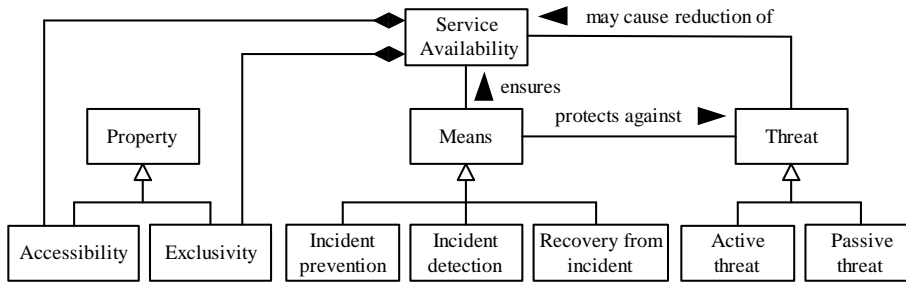 Service
Availability
may cause reduction of
ensures
Property
Means
protects against
Threat
Accessibility
Exclusivity
Incident
prevention
Incident
detection
Recovery from
incident
Active
threat
Passive
threat